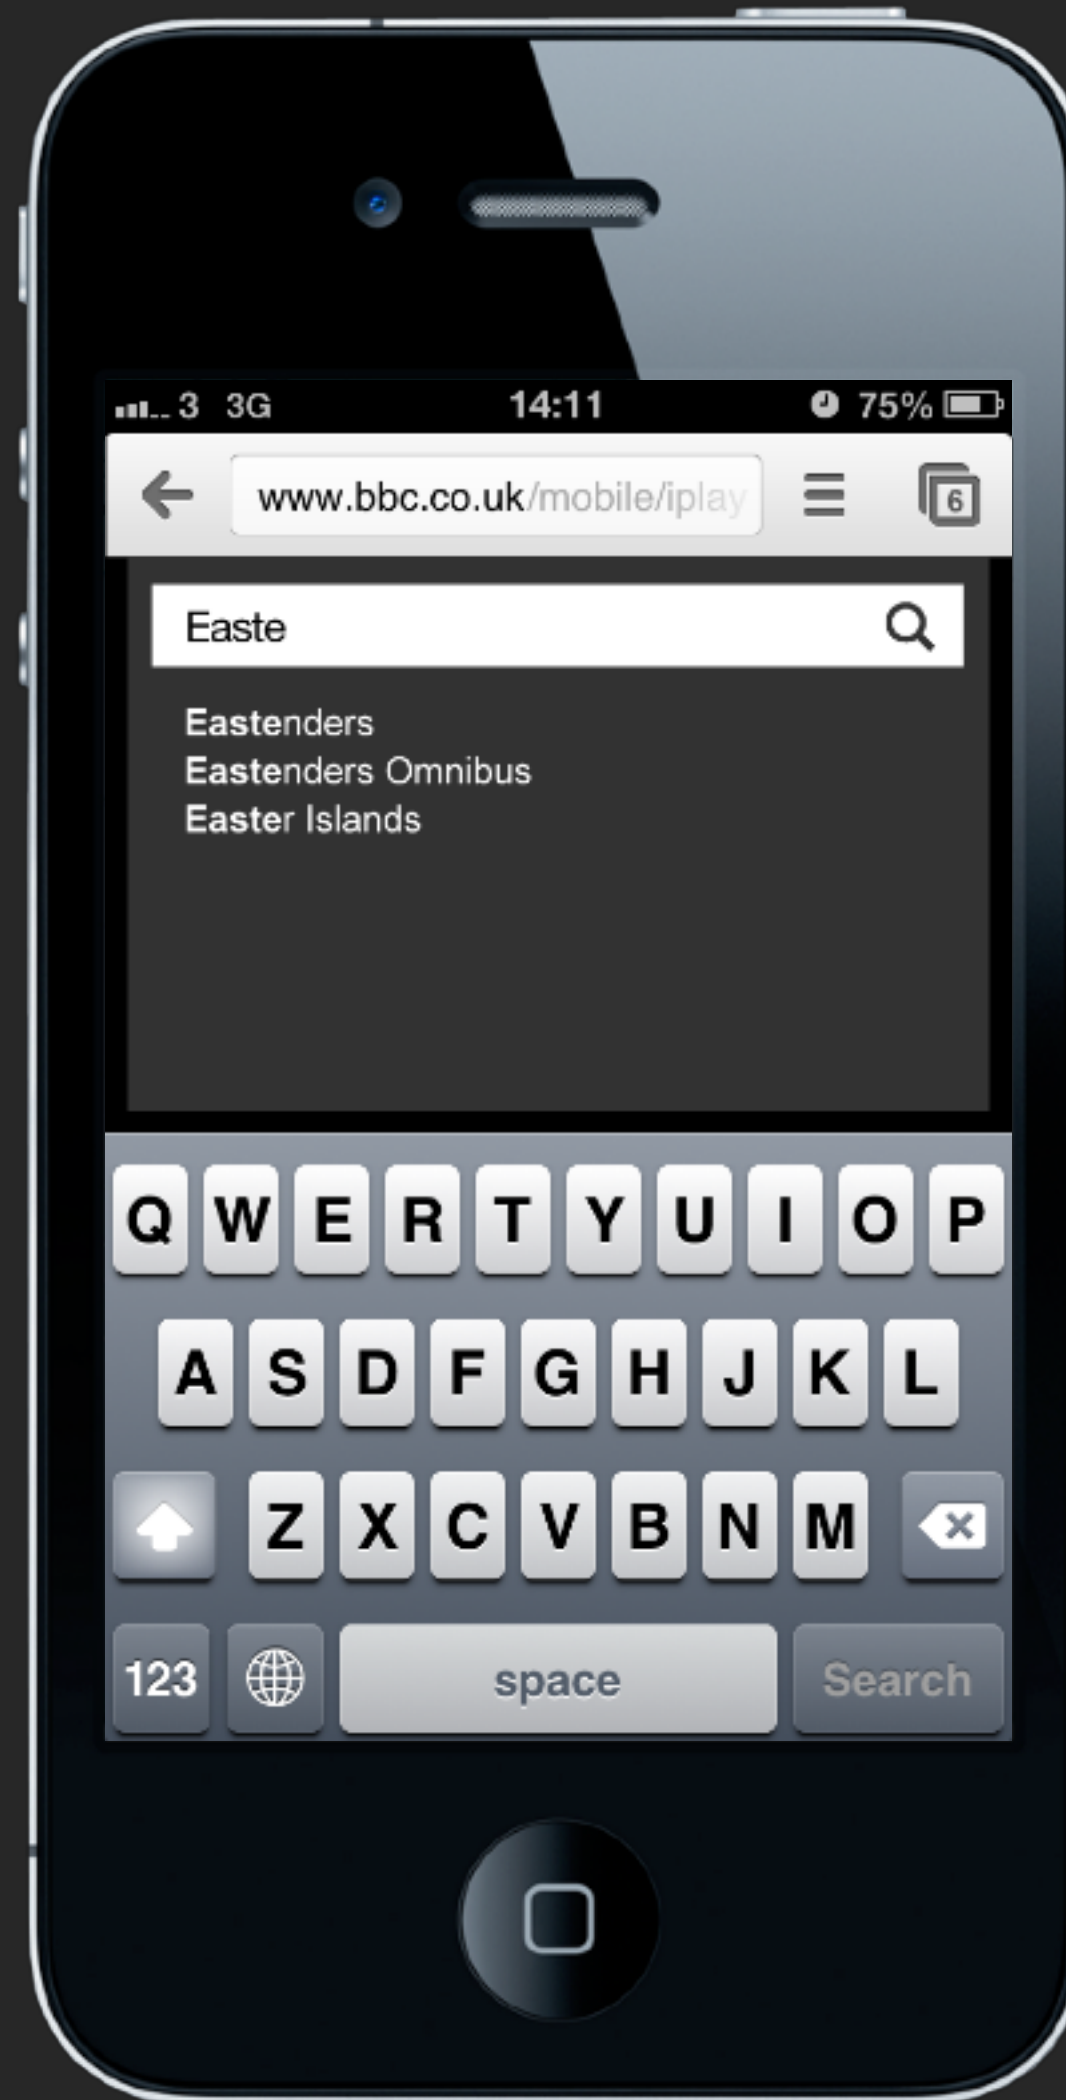 3 3G 14:11 75%
www.bbc.co.uk/mobile/iplay
6
Easte
Eastenders
Eastenders Omnibus
Easter Islands
Q W E R T Y U I O P
A S D F G H J K L
Z X C V B N M
123 space Search